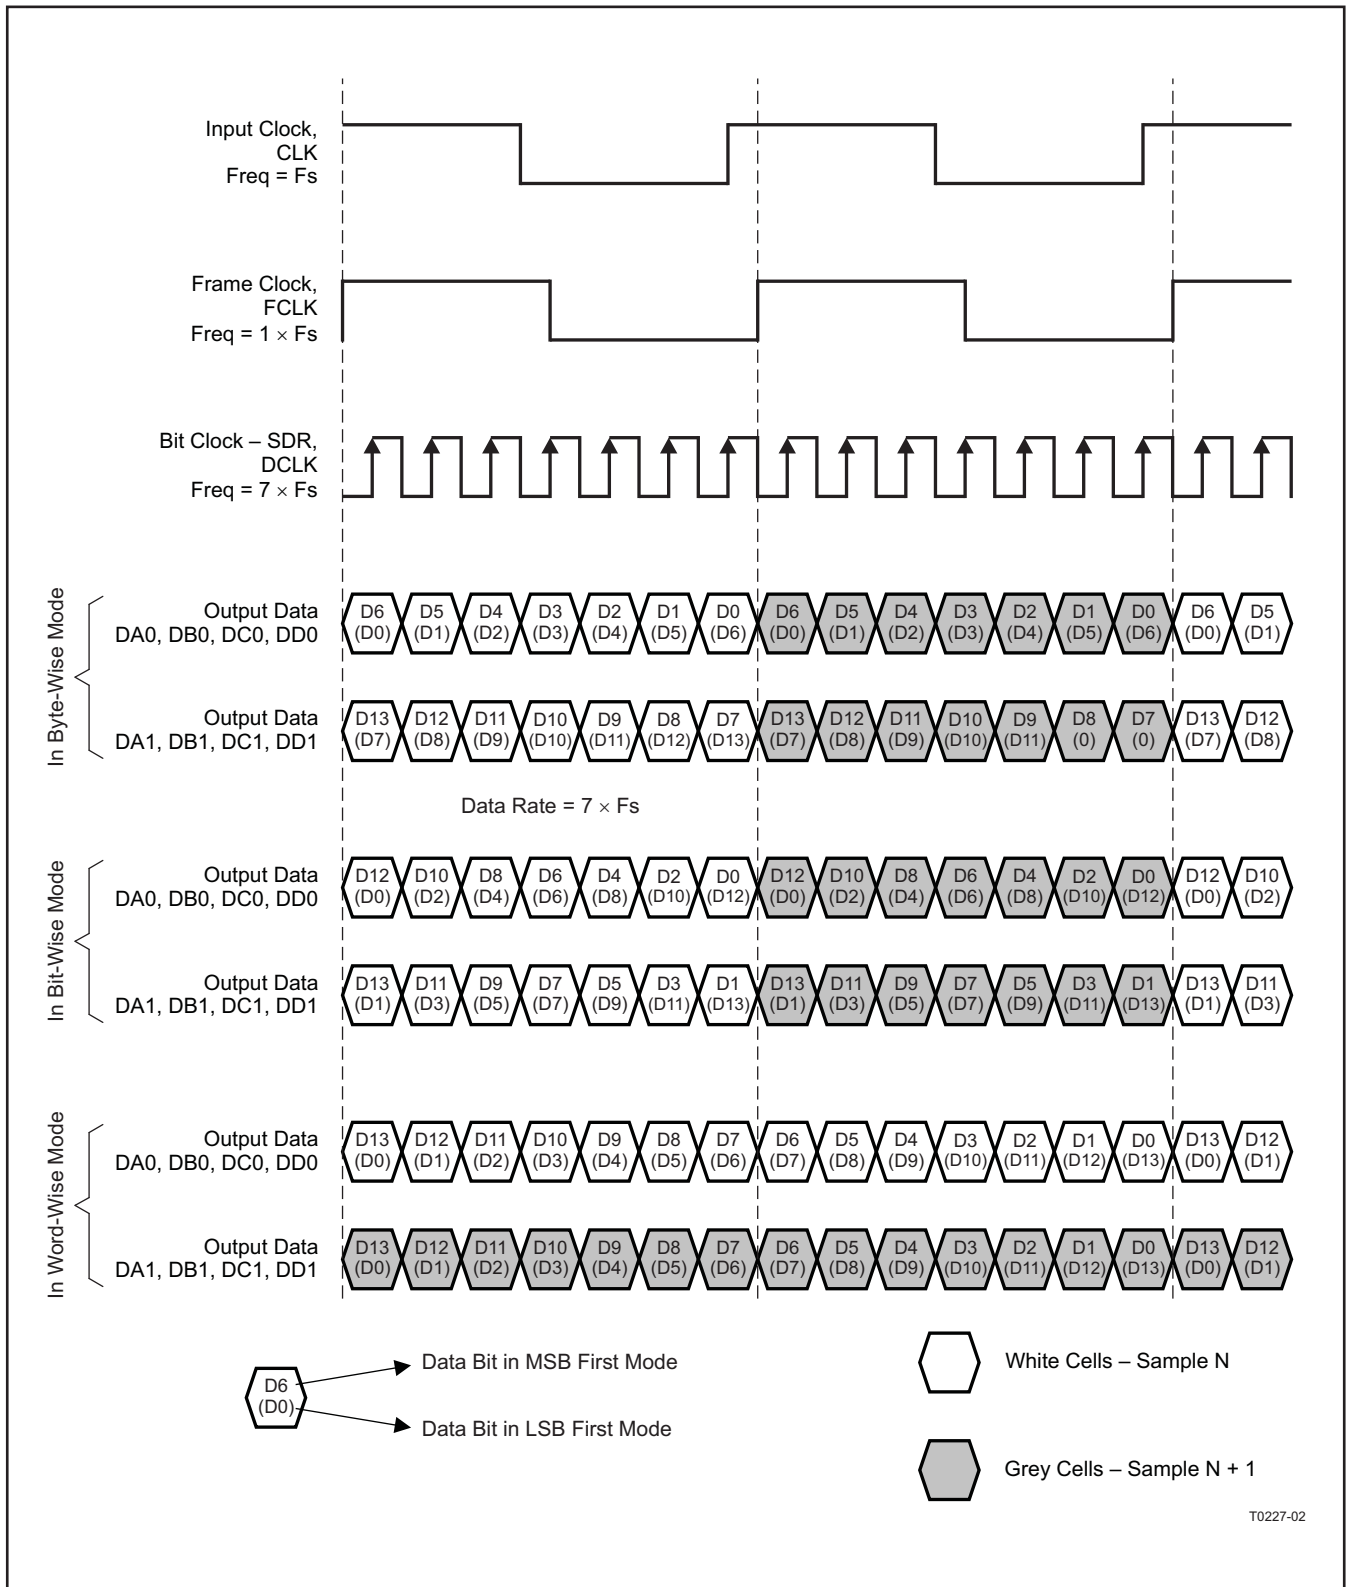 Input Clock,
CLK
Freq = Fs
Frame Clock,
FCLK
Freq = 1 × Fs
Bit Clock – SDR,
DCLK
Freq = 7 × Fs
In Byte-Wise Mode
Output Data
DA0, DB0, DC0, DD0
D6 D5 D4 D3 D2 D1 D0 D6 D5 D4 D3 D2 D1 D0 D6 D5
(D0) (D1) (D2) (D3) (D4) (D5) (D6) (D0) (D1) (D2) (D3) (D4) (D5) (D6) (D0) (D1)
Output Data
DA1, DB1, DC1, DD1
D13 D12 D11 D10 D9 D8 D7 D13 D12 D11 D10 D9 D8 D7 D13 D12
(D7) (D8) (D9) (D10) (D11) (D12) (D13) (D7) (D8) (D9) (D10) (D11) (0) (0) (D7) (D8)
Data Rate = 7 × Fs
In Bit-Wise Mode
Output Data
DA0, DB0, DC0, DD0
D12 D10 D8 D6 D4 D2 D0 D12 D10 D8 D6 D4 D2 D0 D12 D10
(D0) (D2) (D4) (D6) (D8) (D10) (D12) (D0) (D2) (D4) (D6) (D8) (D10) (D12) (D0) (D2)
Output Data
DA1, DB1, DC1, DD1
D13 D11 D9 D7 D5 D3 D1 D13 D11 D9 D7 D5 D3 D1 D13 D11
(D1) (D3) (D5) (D7) (D9) (D11) (D13) (D1) (D3) (D5) (D7) (D9) (D11) (D13) (D1) (D3)
In Word-Wise Mode
Output Data
DA0, DB0, DC0, DD0
D13 D12 D11 D10 D9 D8 D7 D6 D5 D4 D3 D2 D1 D0 D13 D12
(D0) (D1) (D2) (D3) (D4) (D5) (D6) (D7) (D8) (D9) (D10) (D11) (D12) (D13) (D0) (D1)
Output Data
DA1, DB1, DC1, DD1
D13 D12 D11 D10 D9 D8 D7 D6 D5 D4 D3 D2 D1 D0 D13 D12
(D0) (D1) (D2) (D3) (D4) (D5) (D6) (D7) (D8) (D9) (D10) (D11) (D12) (D13) (D0) (D1)
D6
(D0)
Data Bit in MSB First Mode
Data Bit in LSB First Mode
White Cells – Sample N
Grey Cells – Sample N + 1
T0227-02